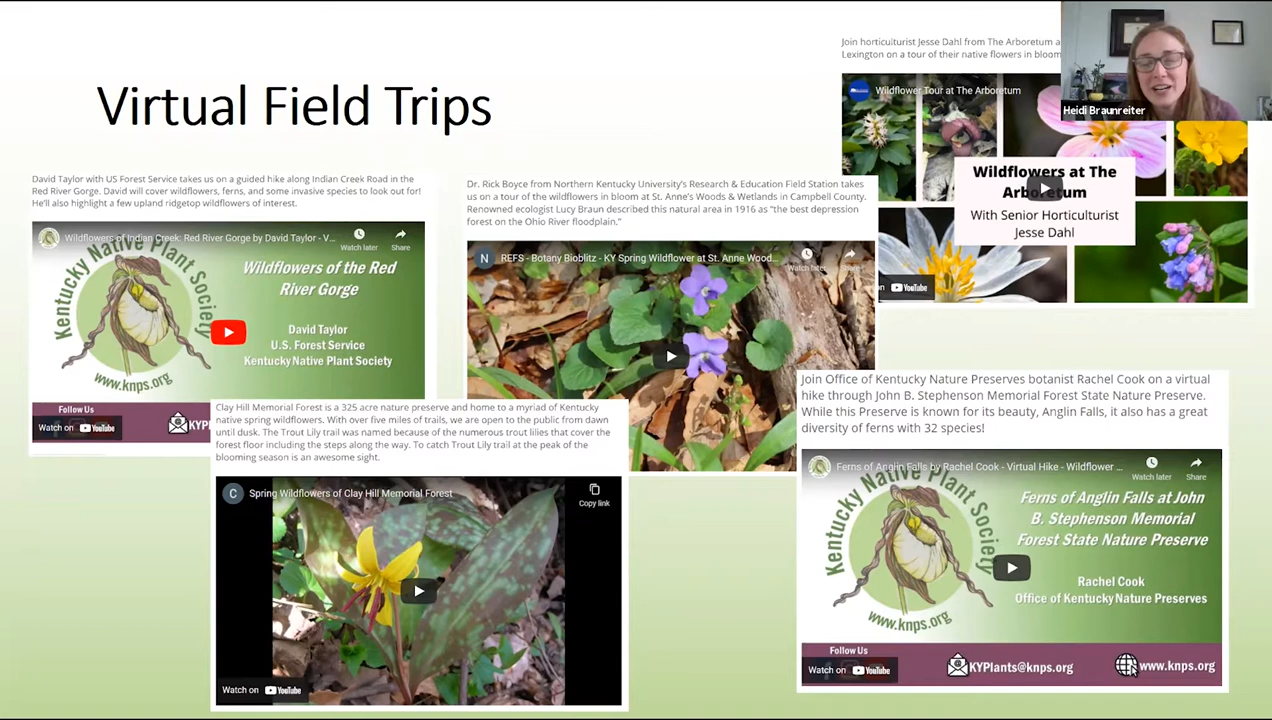 Virtual Field Trips
Join horticulturist Jesse Dahl from The Arboretum
Lexington on a tour of their native flowers in bloom
Heidi Braunreiter
Wildflower Tour at The Arboretum
Wildflowers at The
Arboretum
With Senior Horticulturist
Jesse Dahl
YouTube
David Taylor with US Forest Service takes us on a guided hike along Indian Creek Road in the
Red River Gorge. David will cover wildflowers, ferns, and some invasive species to look out for!
He'll also highlight a few upland ridgetop wildflowers of interest.
Wildflowers of Indian Creek: Red River Gorge by David Taylor - V...
Watch later
Share
Kentucky Native Plant Society
www.knps.org
Wildflowers of the Red
River Gorge
David Taylor
U.S. Forest Service
Kentucky Native Plant Society
Follow Us
Watch on YouTube
KYPl
Dr. Rick Boyce from Northern Kentucky University's Research & Education Field Station takes
us on a tour of the wildflowers in bloom at St. Anne's Woods & Wetlands in Campbell County.
Renowned ecologist Lucy Braun described this natural area in 1916 as "the best depression
forest on the Ohio River floodplain."
N
REFS - Botany Bioblitz - KY Spring Wildflower at St. Anne Wood...
Watch later
Share
Clay Hill Memorial Forest is a 325 acre nature preserve and home to a myriad of Kentucky
native spring wildflowers. With over five miles of trails, we are open to the public from dawn
until dusk. The Trout Lily trail was named because of the numerous trout lilies that cover the
forest floor including the steps along the way. To catch Trout Lily trail at the peak of the
blooming season is an awesome sight.
C
Spring Wildflowers of Clay Hill Memorial Forest
Copy link
Watch on YouTube
Join Office of Kentucky Nature Preserves botanist Rachel Cook on a virtual
hike through John B. Stephenson Memorial Forest State Nature Preserve.
While this Preserve is known for its beauty, Anglin Falls, it also has a great
diversity of ferns with 32 species!
Ferns of Anglin Falls by Rachel Cook - Virtual Hike - Wildflower ...
Watch later
Share
Kentucky Native Plant Society
www.knps.org
Ferns of Anglin Falls at John
B. Stephenson Memorial
Forest State Nature Preserve
Rachel Cook
Office of Kentucky Nature Preserves
Follow Us
Watch on YouTube
KYPlants@knps.org
www.knps.org